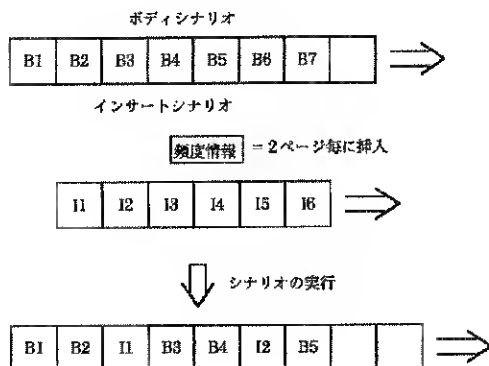 ボディシナリオ
B1 B2 B3 B4 B5 B6 B7
インサートシナリオ
頻度情報 = 2ページ毎に挿入
I1 I2 I3 I4 I5 I6
シナリオの実行
B1 B2 I1 B3 B4 I2 B5